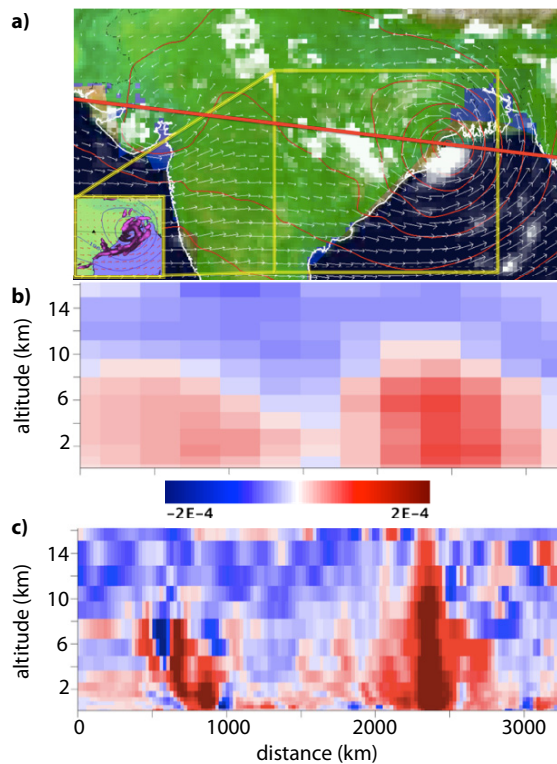 a)
b)
altitude (km)
14
10
6
2
-2E-4
2E-4
c)
altitude (km)
14
10
6
2
0
1000
2000
3000
distance (km)